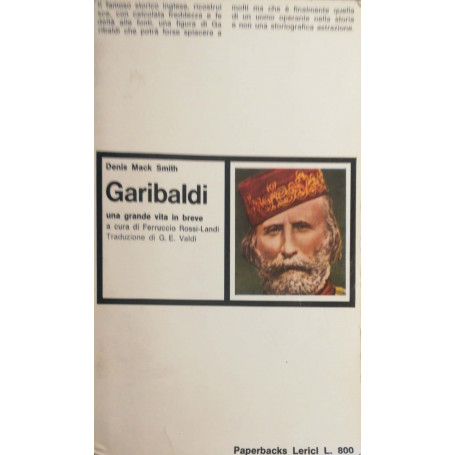 Il famoso storico inglese, ricostrui
sce, con calcolata freddezza e fe
deltà alle fonti, una figura di Ga
ribaldi che potrà forse spiacere a
molti ma che è finalmente quella
di un uomo operante nella storia
e non una storiografica astrazione.
Denis Mack Smith
Garibaldi
una grande vita in breve
a cura di Ferruccio Rossi-Landi
Traduzione di G. E. Valdi
Paperbacks Lerici L. 800